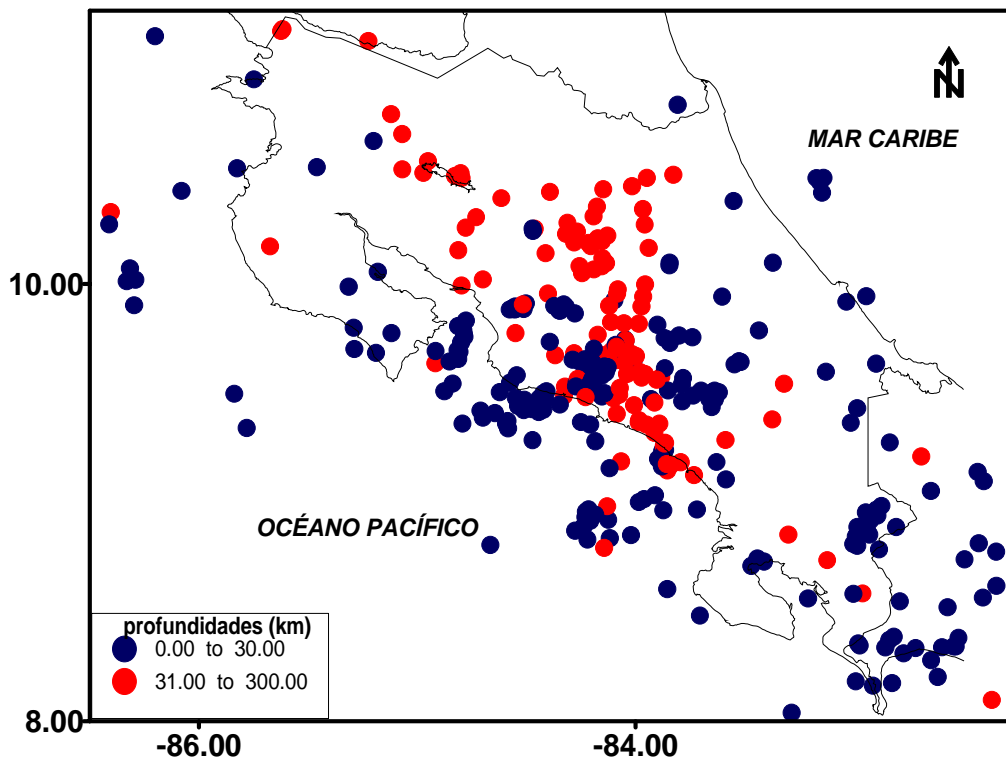 N
MAR CARIBE
10.00
OCÉANO PACÍFICO
profundidades (km)
0.00 to 30.00
31.00 to 300.00
8.00
-86.00
-84.00